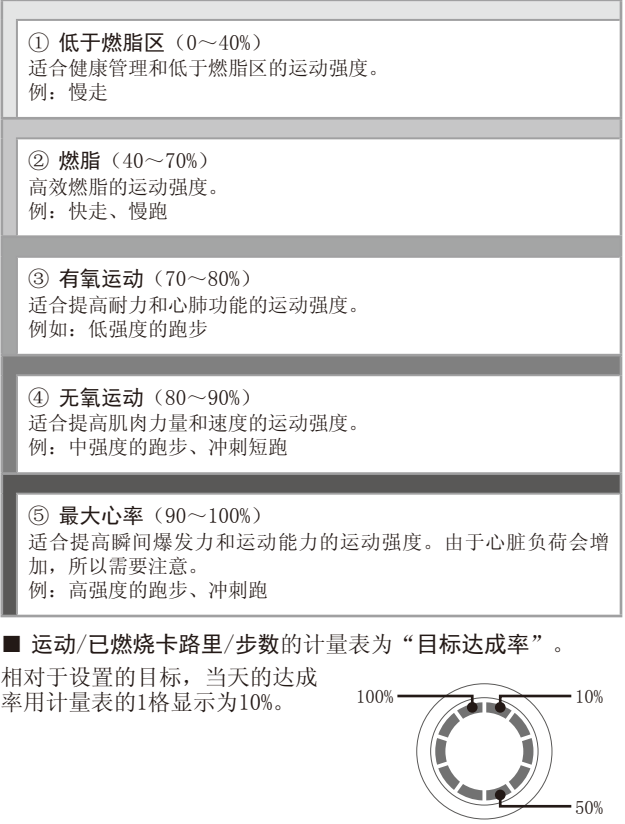 ① 低于燃脂区（0～40%）
适合健康管理和低于燃脂区的运动强度。
例：慢走
② 燃脂（40～70%）
高效燃脂的运动强度。
例：快走、慢跑
③ 有氧运动（70～80%）
适合提高耐力和心肺功能的运动强度。
例如：低强度的跑步
④ 无氧运动（80～90%）
适合提高肌肉力量和速度的运动强度。
例：中强度的跑步、冲刺短跑
⑤ 最大心率（90～100%）
适合提高瞬间爆发力和运动能力的运动强度。由于心脏负荷会增
加，所以需要注意。
例：高强度的跑步、冲刺跑
■ 运动/已燃烧卡路里/步数的计量表为“目标达成率”。
相对于设置的目标，当天的达成
率用计量表的1格显示为10%。
100%
10%
50%